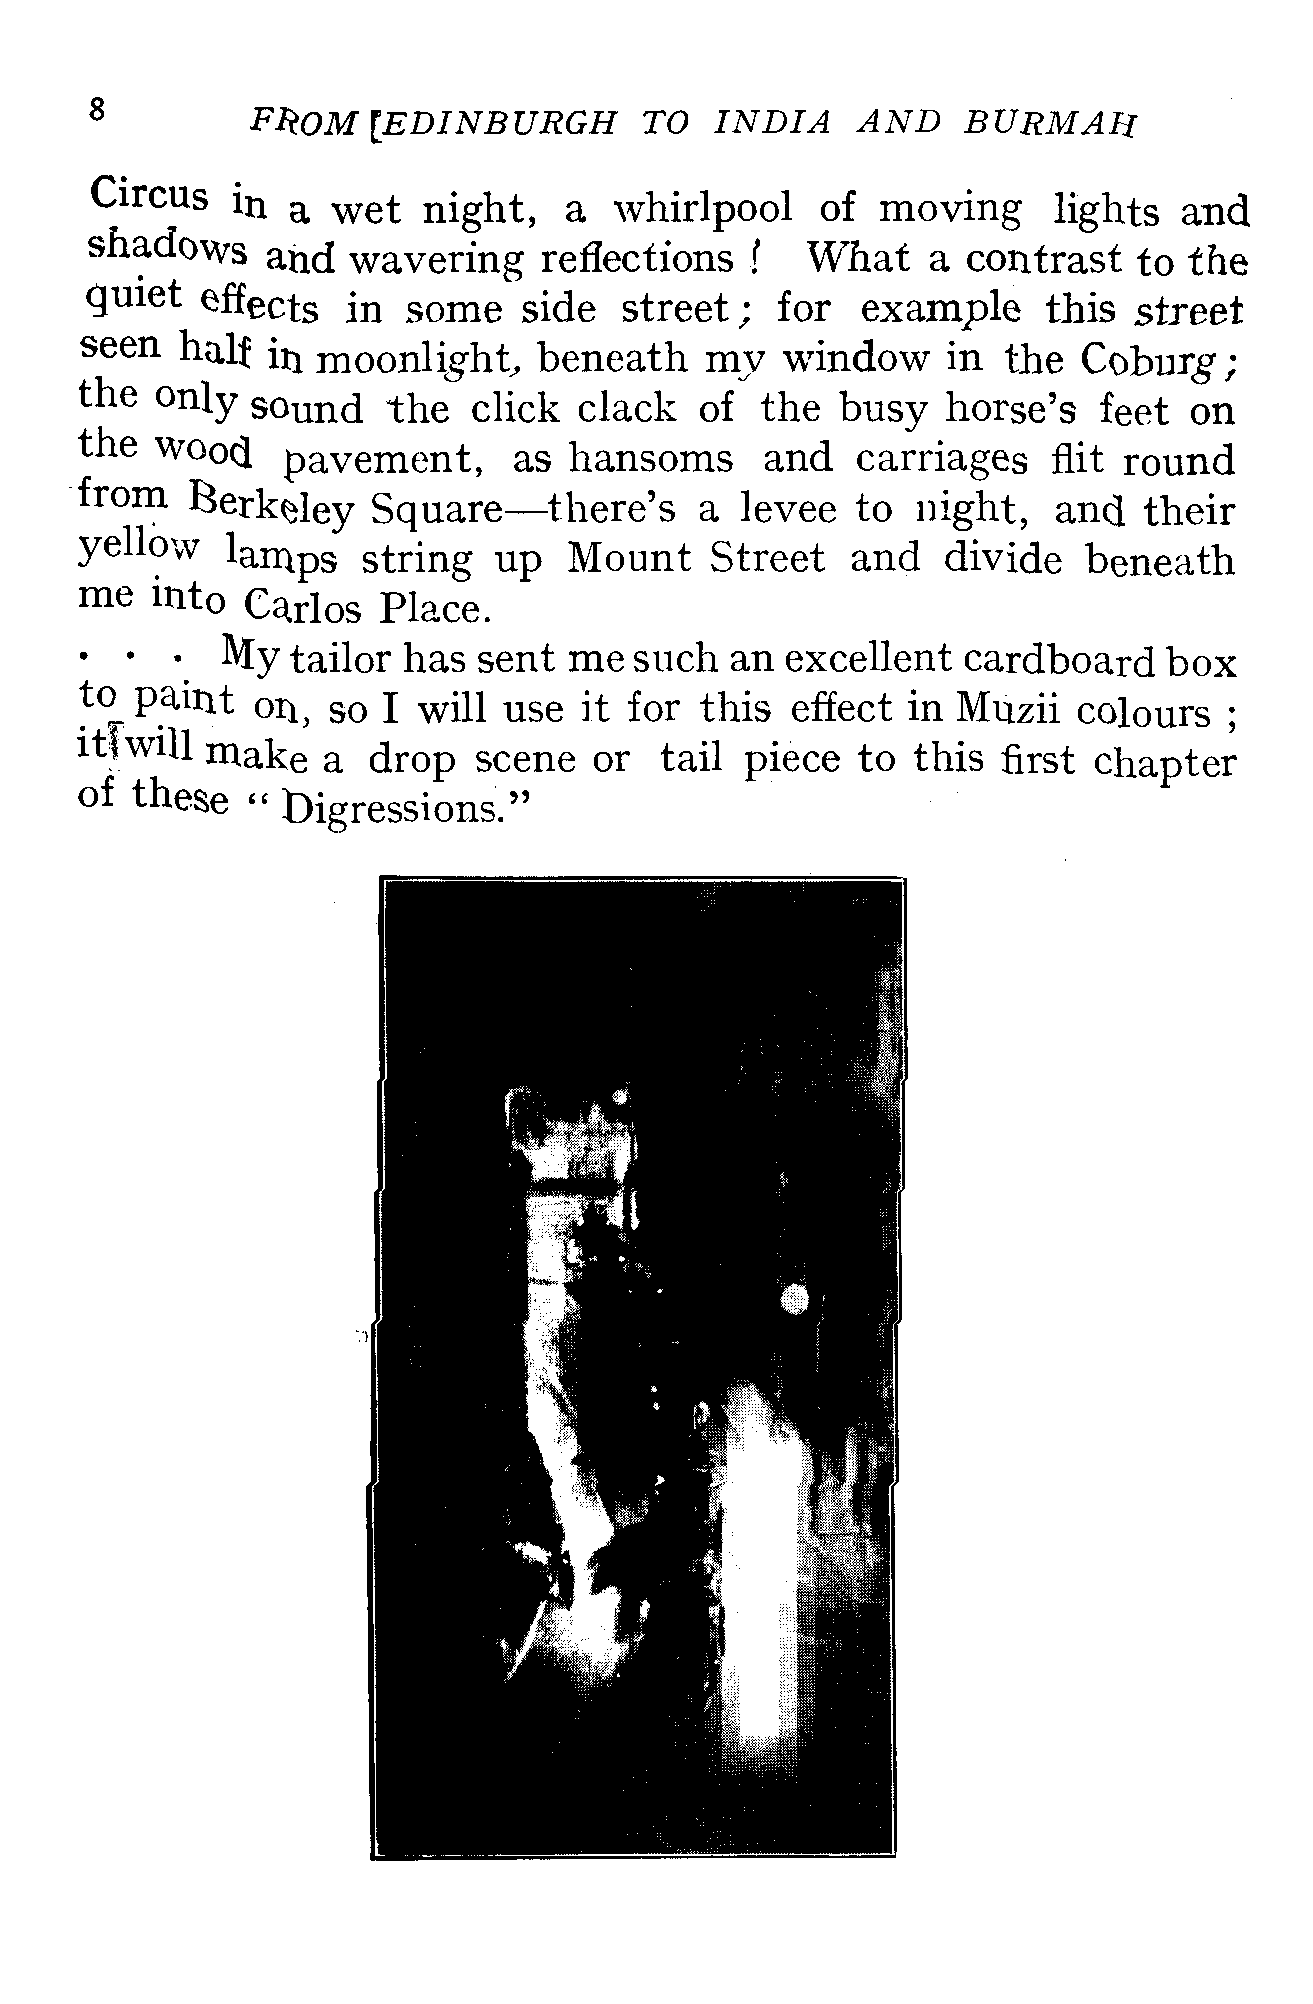 8 FROM [EDINBURGH TO INDIA AND BURMAH
Circus in a wet night, a whirlpool of moving lights and
shadows and wavering reflections ! What a contrast to the
quiet effects in some side street ; for example this street
seen half in moonlight, beneath my window in the Coburg ;
the only sound the click clack of the busy horse's feet on
the wood pavement, as hansoms and carriages flit round
from Berkeley Square—there's a levee to night, and their
yellow lamps string up Mount Street and divide beneath
me into Carlos Place.
. . . My tailor has sent me such an excellent cardboard box
to paint on, so I will use it for this effect in Muzii colours ;
it will make a drop scene or tail piece to this first chapter
of these “ Digressions.”